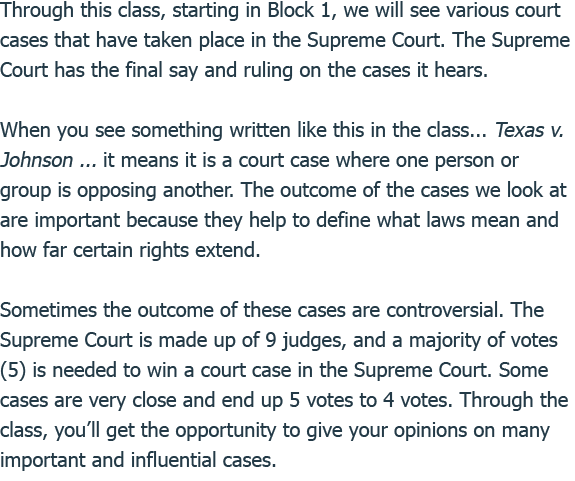 Through this class, starting in Block 1, we will see various court
cases that have taken place in the Supreme Court. The Supreme
Court has the final say and ruling on the cases it hears.

When you see something written like this in the class... Texas v.
Johnson ... it means it is a court case where one person or
group is opposing another. The outcome of the cases we look at
are important because they help to define what laws mean and
how far certain rights extend.

Sometimes the outcome of these cases are controversial. The
Supreme Court is made up of 9 judges, and a majority of votes
(5) is needed to win a court case in the Supreme Court. Some
cases are very close and end up 5 votes to 4 votes. Through the
class, you’ll get the opportunity to give your opinions on many
important and influential cases.